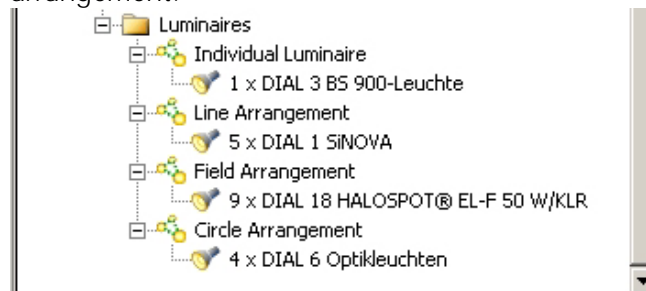 arrangement.
Luminaires
Individual Luminaire
1 x DIAL 3 BS 900-Leuchte
Line Arrangement
5 x DIAL 1 SiNOVA
Field Arrangement
9 x DIAL 18 HALOSPOT® EL-F 50 W/KLR
Circle Arrangement
4 x DIAL 6 Optikleuchten